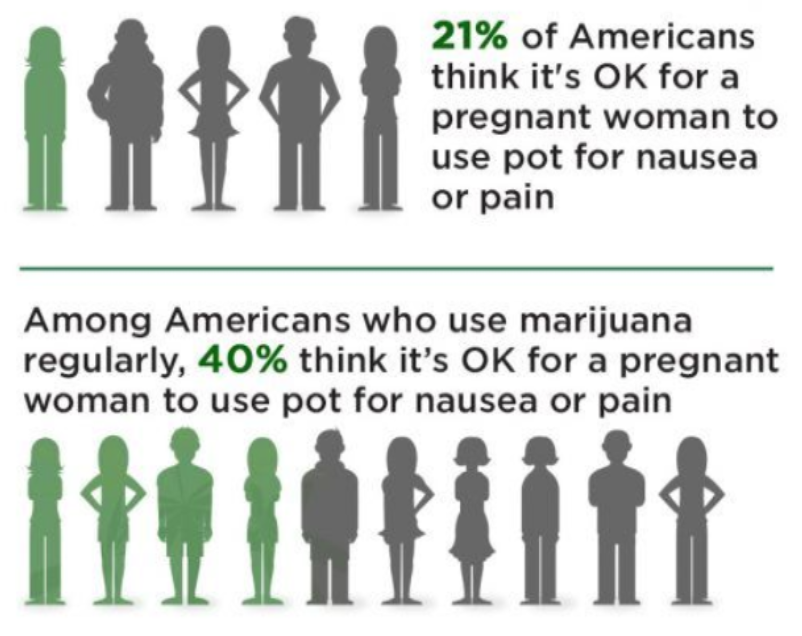 21% of Americans
think it's OK for a
pregnant woman to
use pot for nausea
or pain
Among Americans who use marijuana
regularly, 40% think it’s OK for a pregnant
woman to use pot for nausea or pain